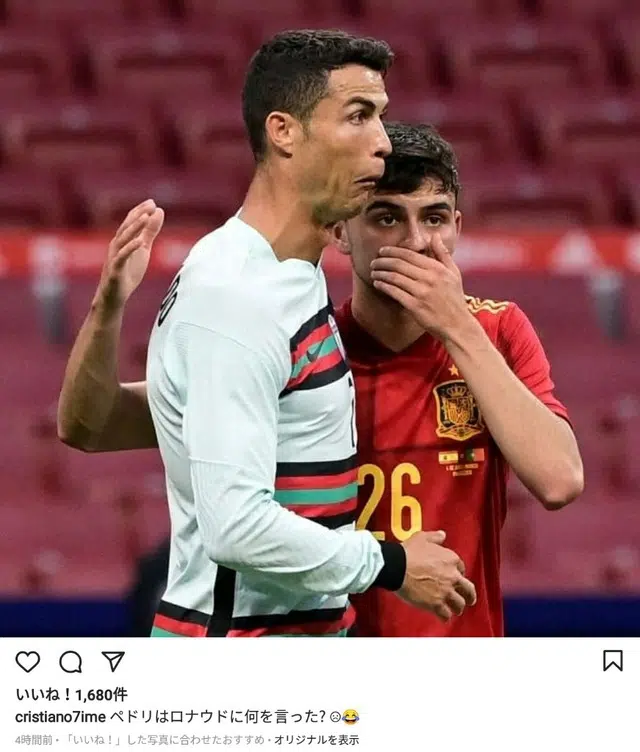 26
いいね！1,680件
cristiano7ime ペドリはロナウドに何を言った?☹😂
4時間前・「いいね！」した写真に合わせたおすすめ・オリジナルを表示